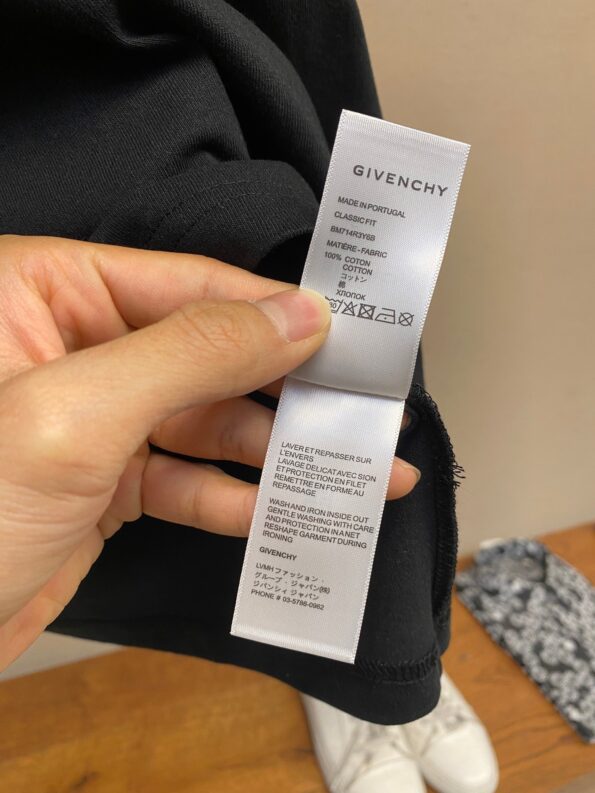 GIVENCHY
MADE IN PORTUGAL
CLASSIC FIT
BM714R3Y6B
MATIÈRE - FABRIC
100% COTON
COTTON
コットン
綿
ХЛОПОК
LAVER ET REPASSER SUR
L'ENVERS
LAVAGE DELICAT AVEC SION
ET PROTECTION EN FILET
REMETTRE EN FORME AU
REPASSAGE
WASH AND IRON INSIDE OUT
GENTLE WASHING WITH CARE
AND PROTECTION IN A NET
RESHAPE GARMENT DURING
IRONING
GIVENCHY
LVMH ファッション・
グループ・ジャパン(株)
ジバンシィ ジャパン
PHONE # 03-5786-0962